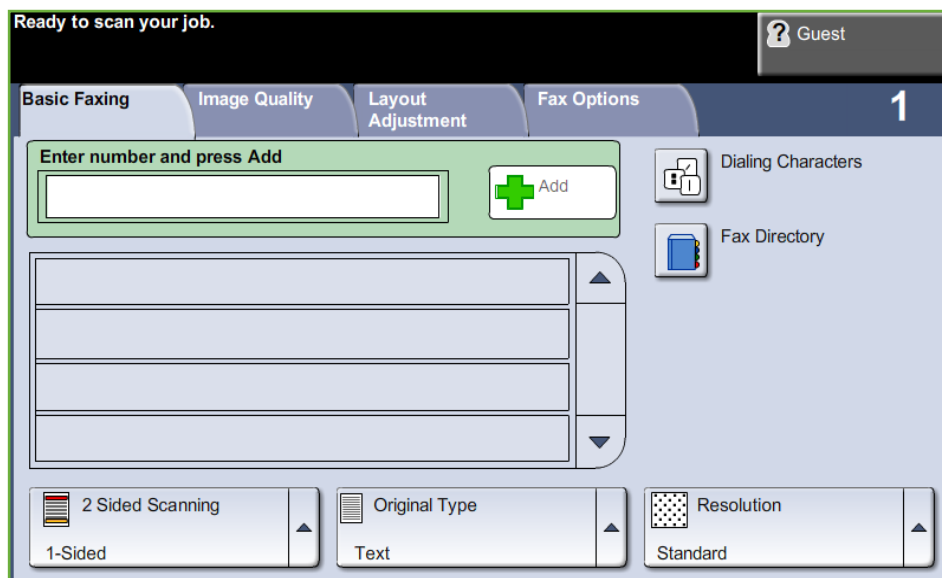 Ready to scan your job.
? Guest
Basic Faxing
Image Quality
Layout
Adjustment
Fax Options
1
Enter number and press Add
Add
Dialing Characters
Fax Directory
2 Sided Scanning
1-Sided
Original Type
Text
Resolution
Standard